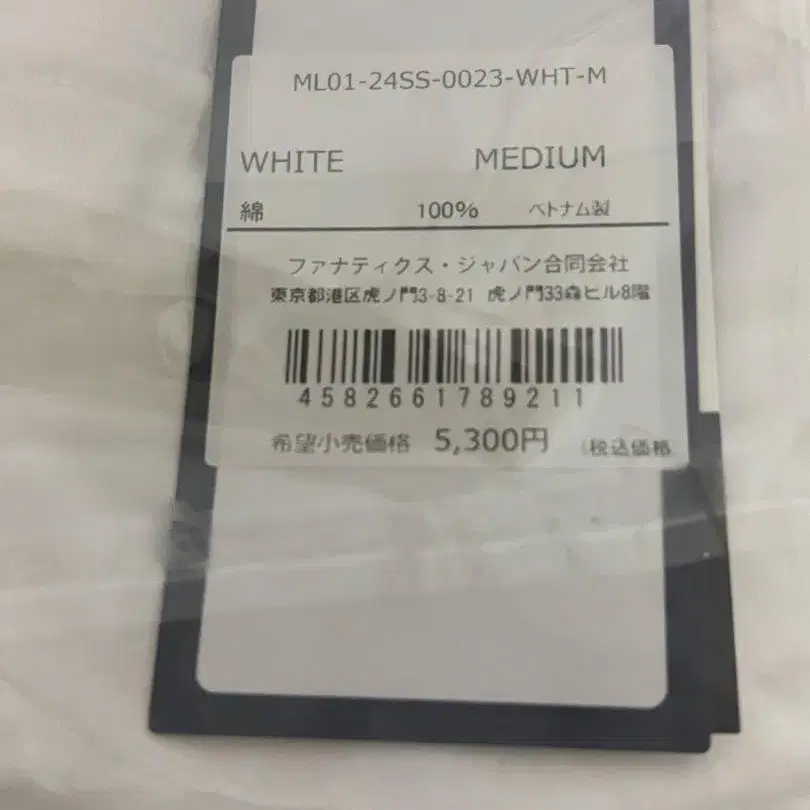 ML01-24SS-0023-WHT-M
WHITE MEDIUM
綿 100% ベトナム製
ファナティクス・ジャパン合同会社
東京都港区虎ノ門3-8-21 虎ノ門33森ビル8階
4582661789211
希望小売価格 5,300円 (税込価格